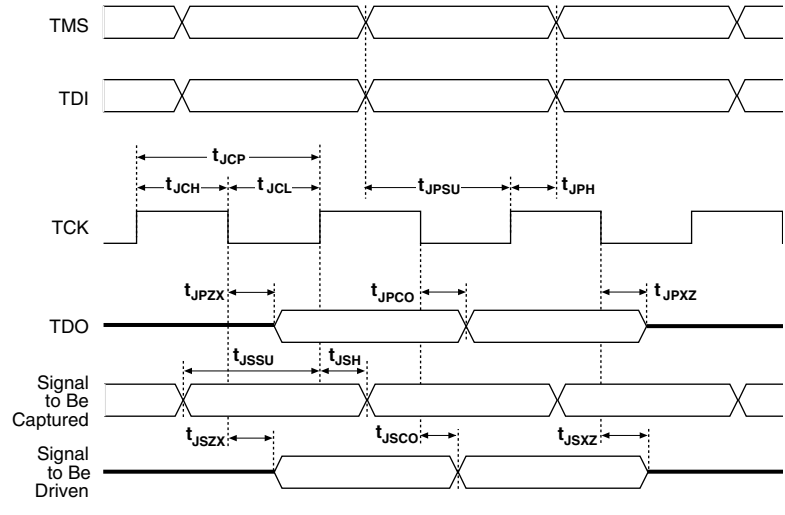 TMS
TDI
tJCP
tJCH
tJCL
tJPSU
tJPH
TCK
tJPZX
tJPCO
tJPXZ
TDO
tJSSU
tJSH
Signal
to Be
Captured
tJSZX
tJSCO
tJSXZ
Signal
to Be
Driven